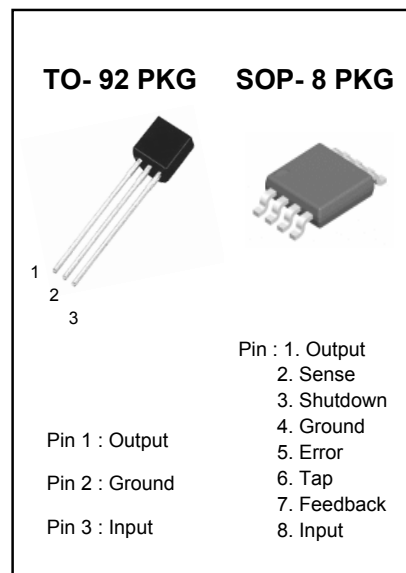 TO- 92 PKG
SOP- 8 PKG
1
2
3
Pin 1 : Output
Pin 2 : Ground
Pin 3 : Input
Pin : 1. Output
2. Sense
3. Shutdown
4. Ground
5. Error
6. Tap
7. Feedback
8. Input